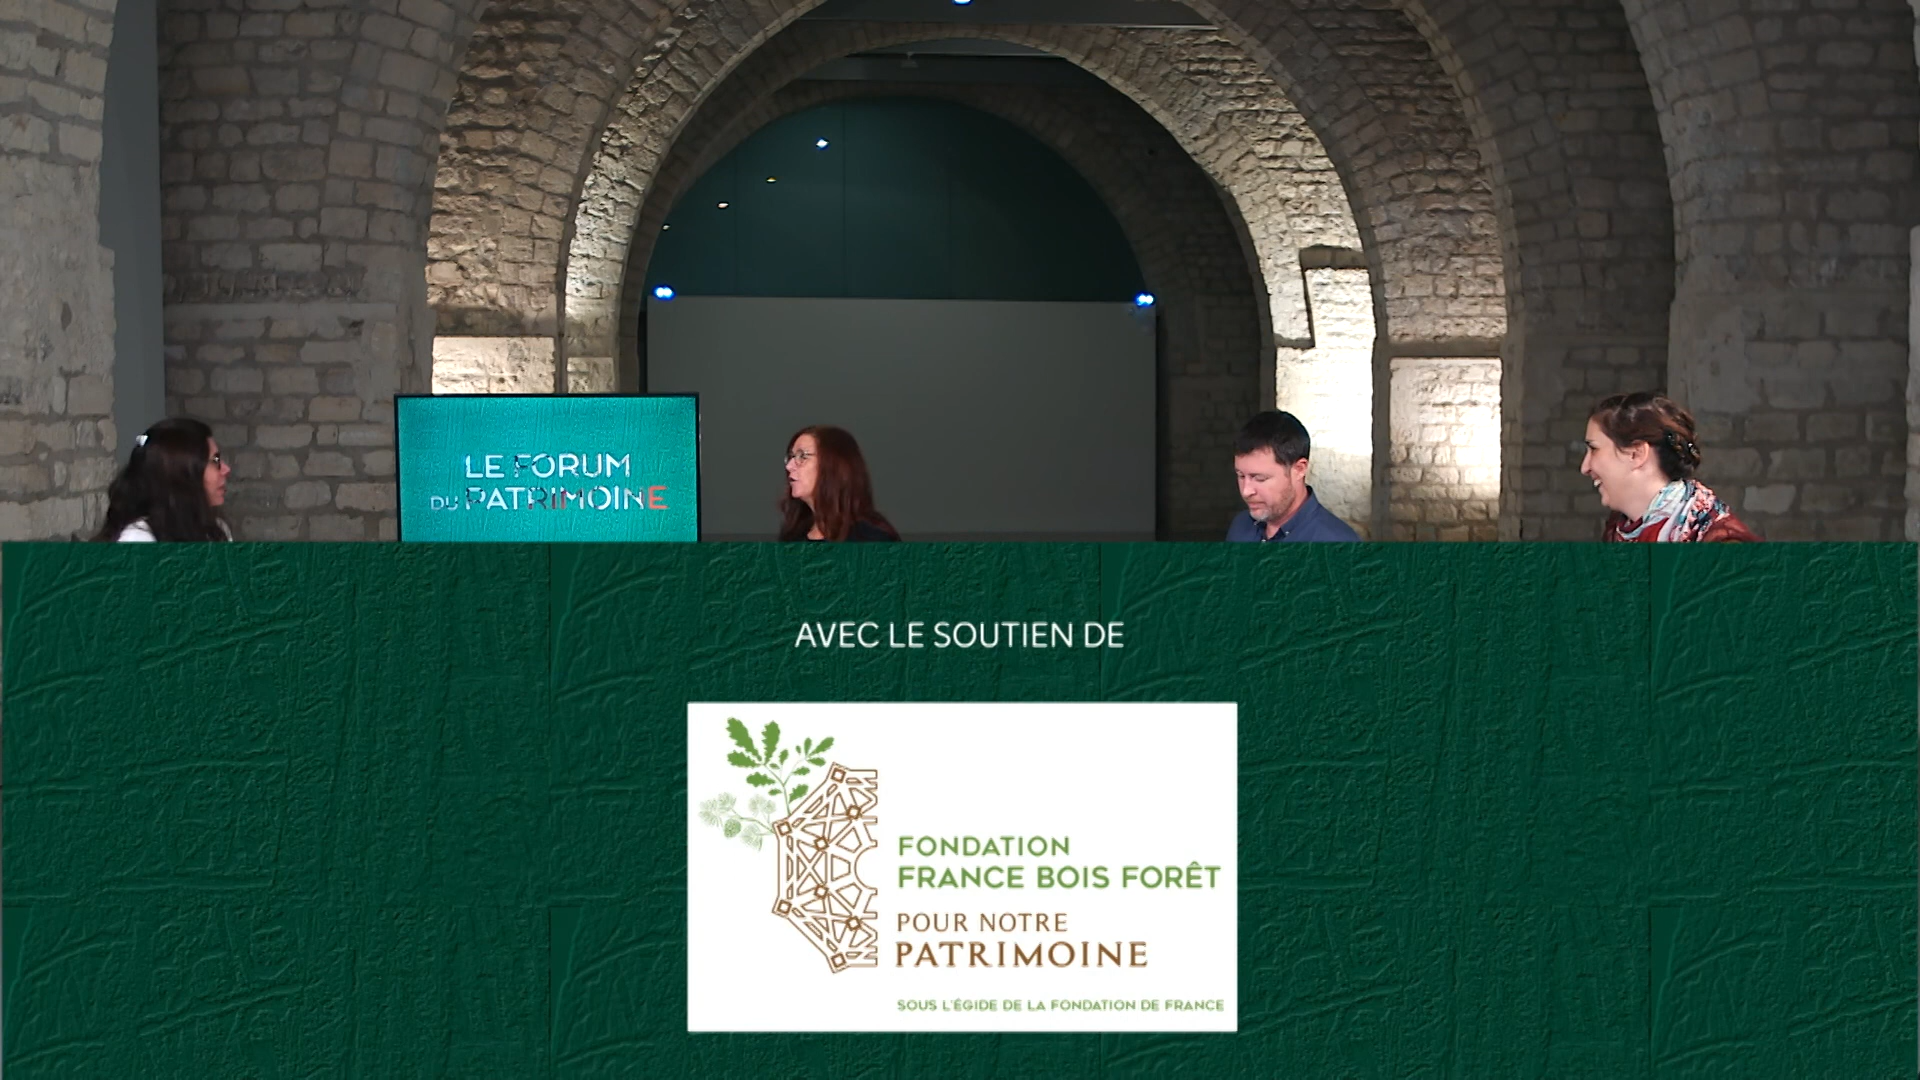 LE FORUM
DU PATRIMOINE
AVEC LE SOUTIEN DE
FONDATION
FRANCE BOIS FORÊT
POUR NOTRE
PATRIMOINE
SOUS L'ÉGIDE DE LA FONDATION DE FRANCE